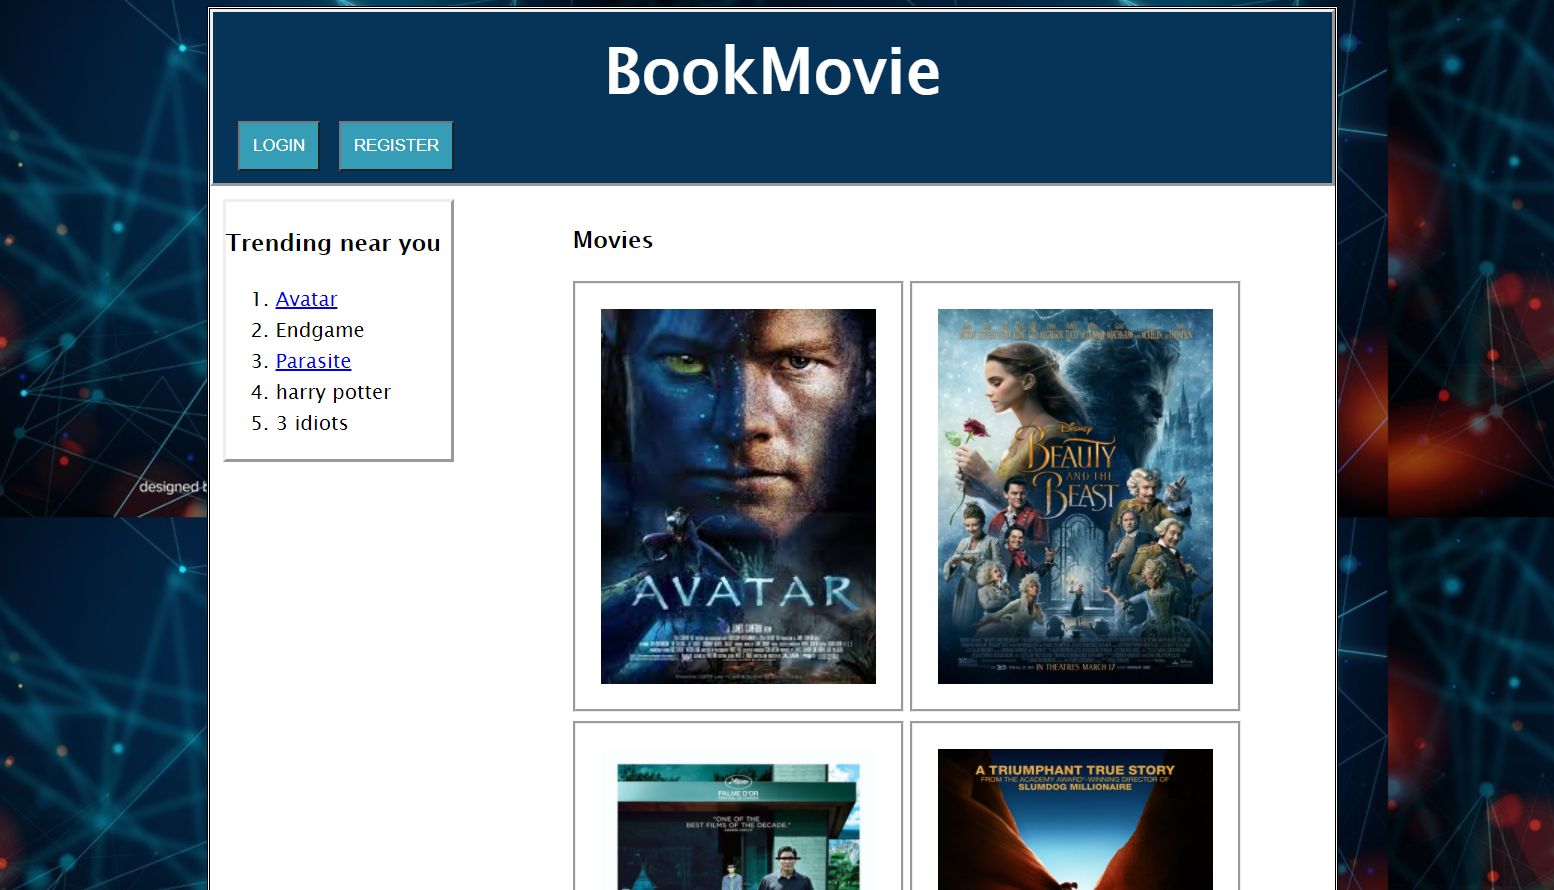 BookMovie
LOGIN
REGISTER
Trending near you
1. Avatar
2. Endgame
3. Parasite
4. harry potter
5. 3 idiots
designed b
Movies
AVATAR
DISNEY
BEAUTY
AND THE
BEAST
IN THEATRES MARCH 17
PALME D'OR
"ONE OF THE
BEST FILMS OF THE DECADE."
A TRIUMPHANT TRUE STORY
FROM THE ACADEMY AWARD®-WINNING DIRECTOR OF
SLUMDOG MILLIONAIRE